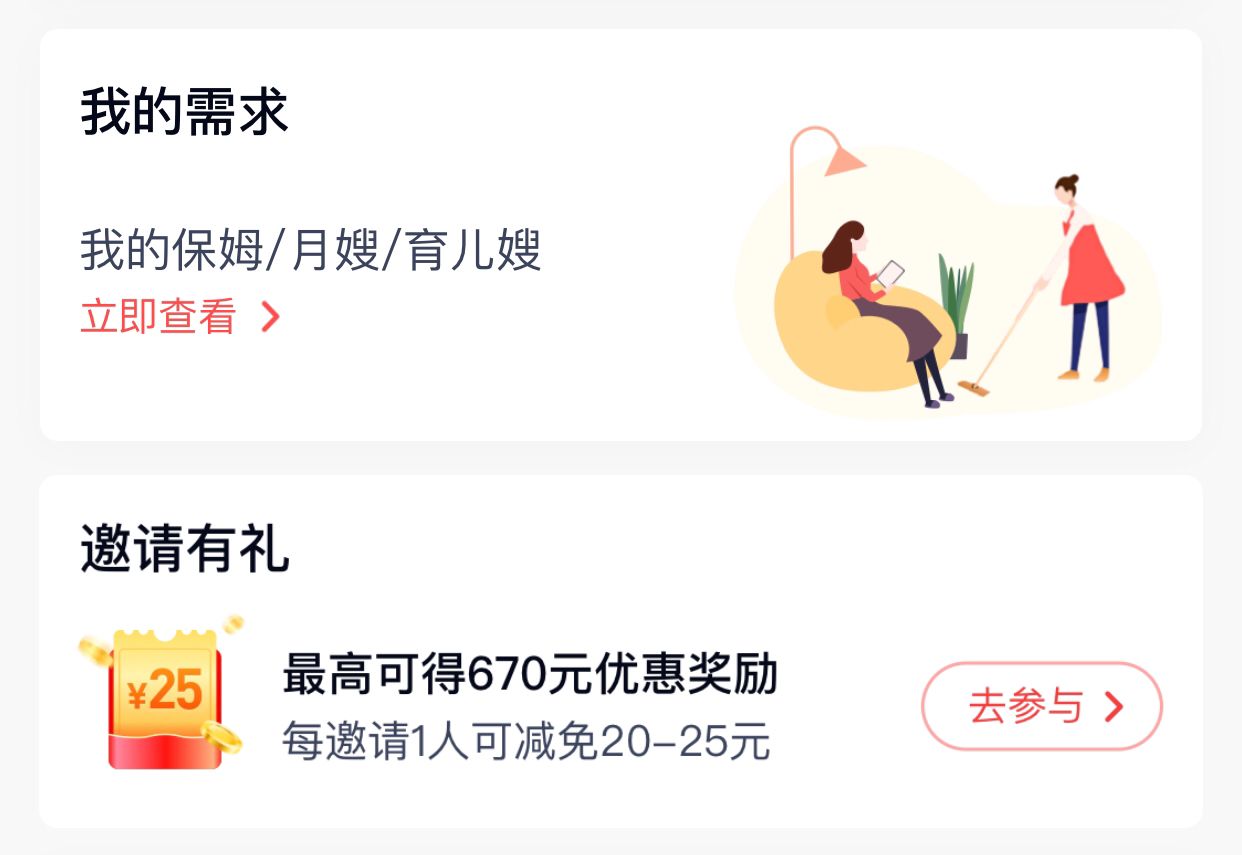 我的需求
我的保姆/月嫂/育儿嫂
立即查看
邀请有礼
¥25
最高可得670元优惠奖励
每邀请1人可减免20-25元
去参与